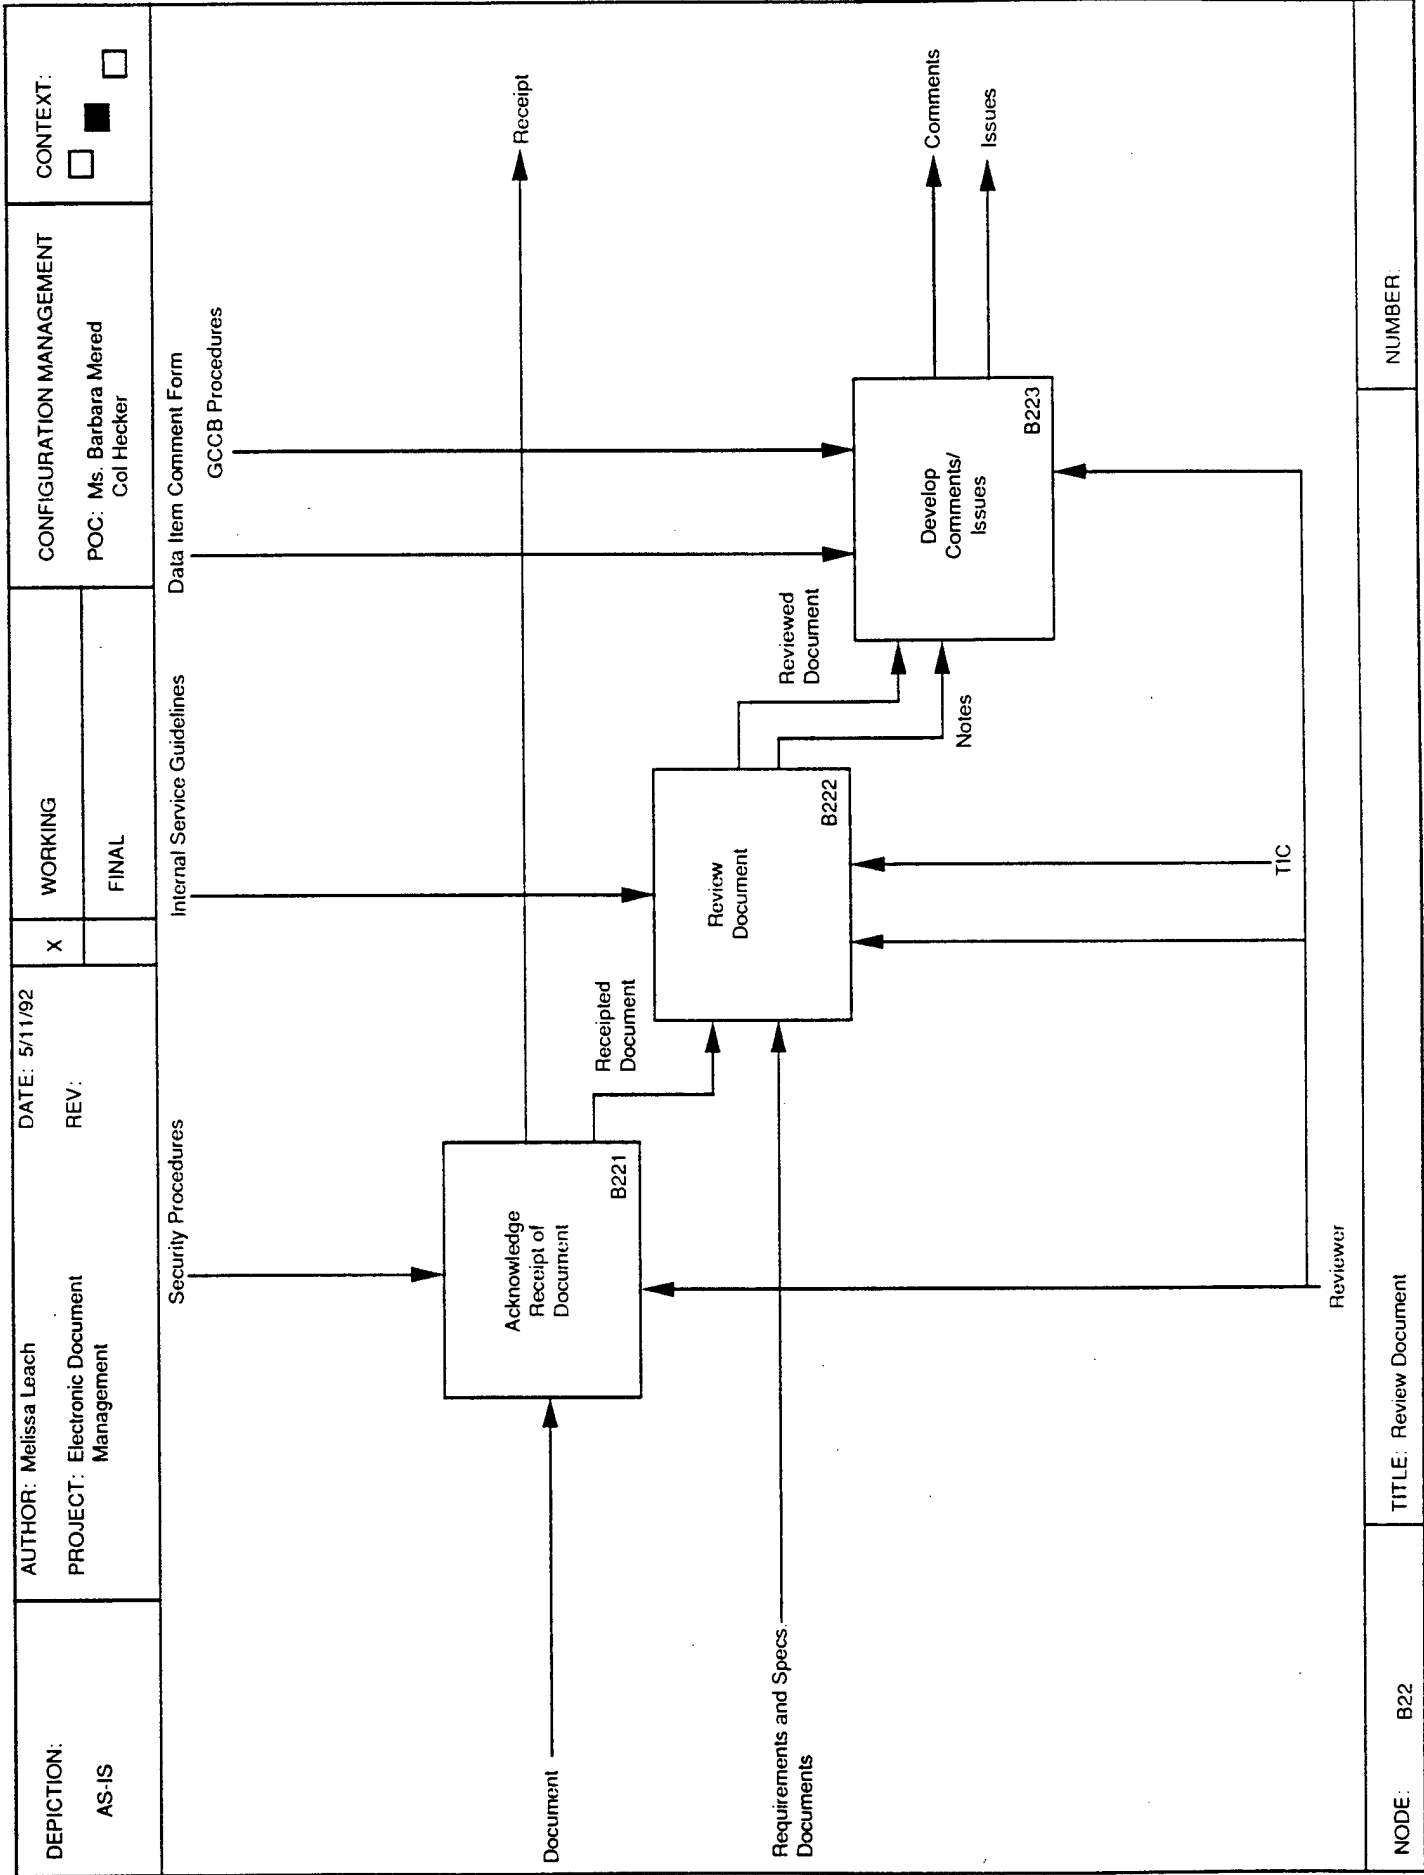 DEPICTION:
AS-IS
AUTHOR: Melissa Leach
PROJECT: Electronic Document
Management
DATE: 5/11/92
REV:
X
WORKING
FINAL
CONFIGURATION MANAGEMENT
POC: Ms. Barbara Mered
Col Hecker
CONTEXT:
Security Procedures
Internal Service Guidelines
Data Item Comment Form
GCCB Procedures
Document
Acknowledge
Receipt of
Document
B221
Receipt
Receipted
Document
Requirements and Specs.
Documents
Review
Document
B222
Reviewed
Document
Notes
Develop
Comments/
Issues
B223
Comments
Issues
TIC
Reviewer
NODE: B22
TITLE: Review Document
NUMBER: